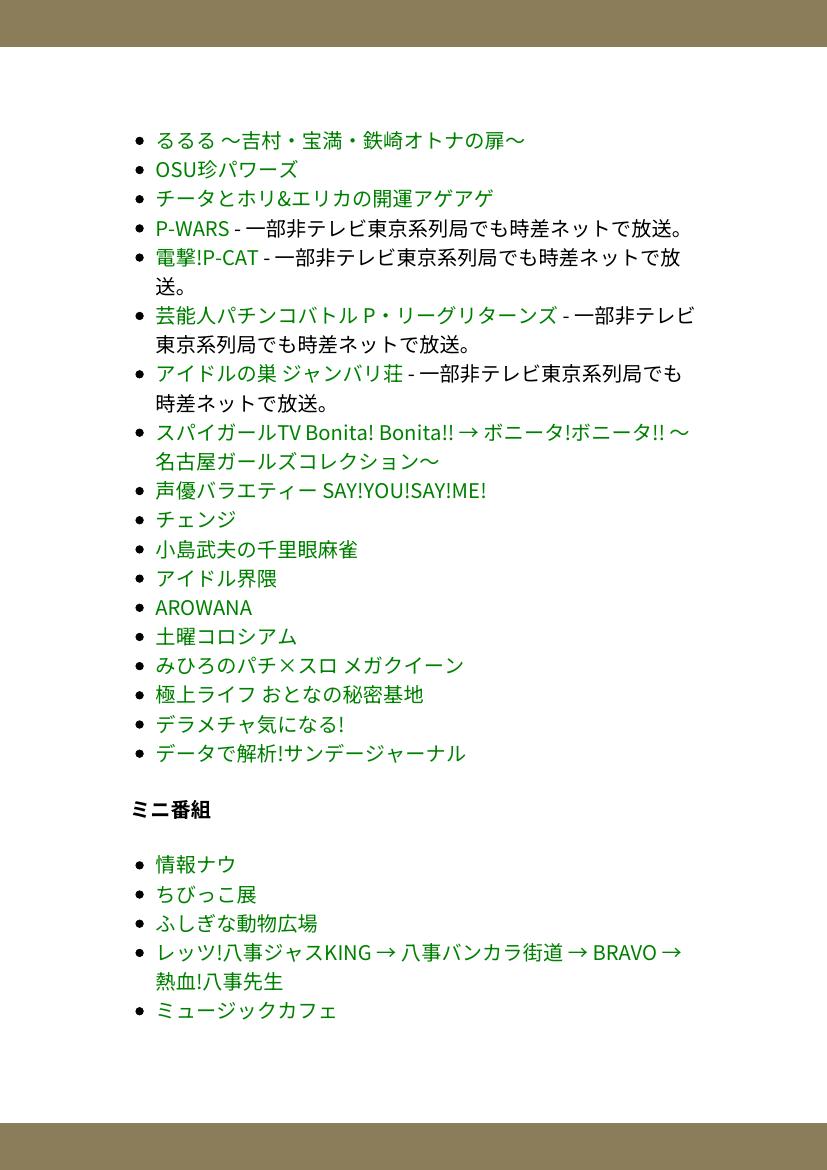 るるる 〜吉村・宝満・鉄崎オトナの扉〜
OSU珍パワーズ
チータとホリ&エリカの開運アゲアゲ
P-WARS - 一部非テレビ東京系列局でも時差ネットで放送。
電撃!P-CAT - 一部非テレビ東京系列局でも時差ネットで放
送。
芸能人パチンコバトル P・リーグリターンズ - 一部非テレビ
東京系列局でも時差ネットで放送。
アイドルの巣 ジャンバリ荘 - 一部非テレビ東京系列局でも
時差ネットで放送。
スパイガールTV Bonita! Bonita!! → ボニータ!ボニータ!! 〜
名古屋ガールズコレクション〜
声優バラエティー SAY!YOU!SAY!ME!
チェンジ
小島武夫の千里眼麻雀
アイドル界隈
AROWANA
土曜コロシアム
みひろのパチ×スロ メガクイーン
極上ライフ おとなの秘密基地
デラメチャ気になる!
データで解析!サンデージャーナル
ミニ番組
情報ナウ
ちびっこ展
ふしぎな動物広場
レッツ!八事ジャスKING → 八事バンカラ街道 → BRAVO →
熱血!八事先生
ミュージックカフェ